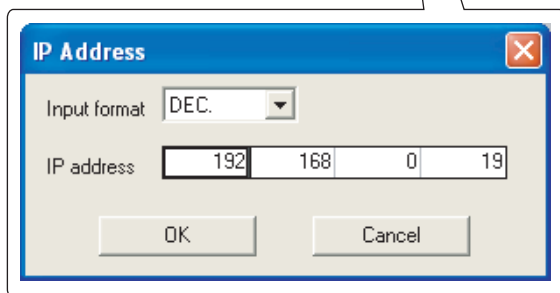 IP Address
Input format DEC.
IP address 192 168 0 19
OK Cancel